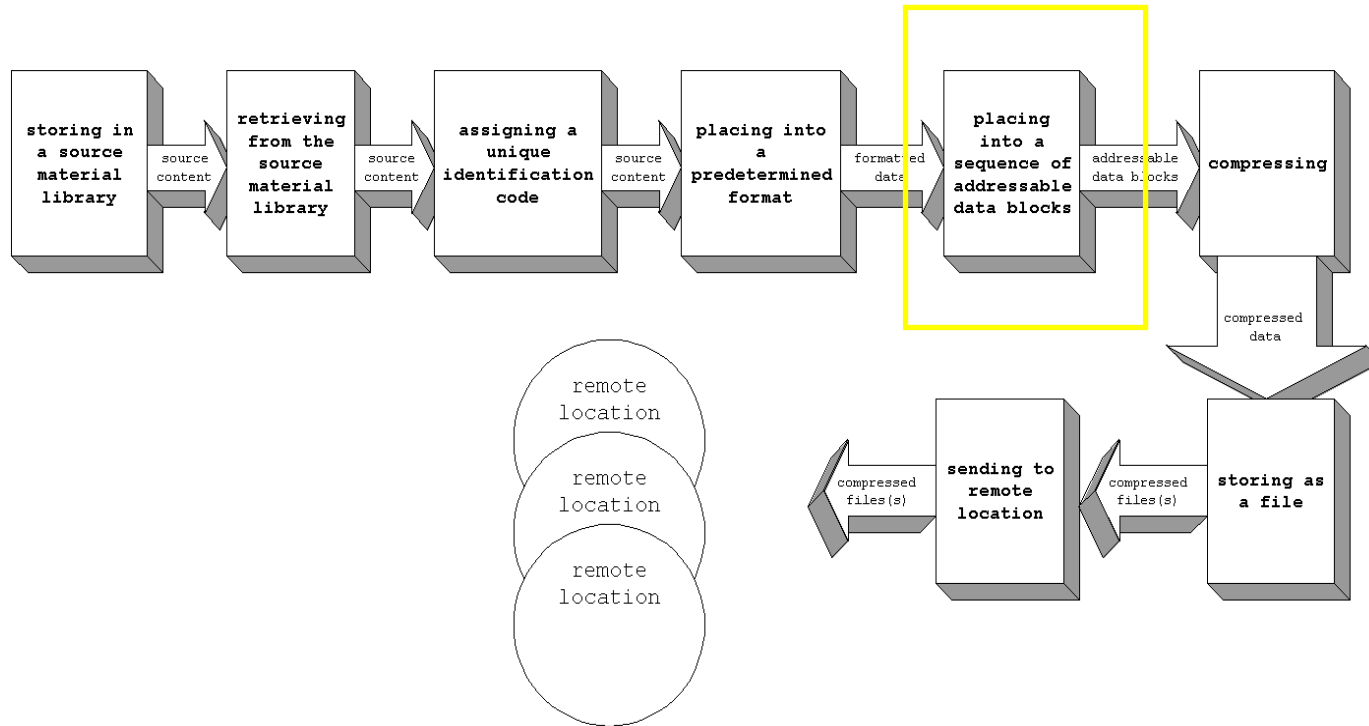 storing in
a source
material
library
source
content
retrieving
from the
source
material
library
source
content
assigning a
unique
identification
code
source
content
placing into
a
predetermined
format
formatted
data
placing
into a
sequence of
addressable
data blocks
addressable
data blocks
compressing
compressed
data
storing as
a file
compressed
files(s)
sending to
remote
location
compressed
files(s)
remote
location
remote
location
remote
location